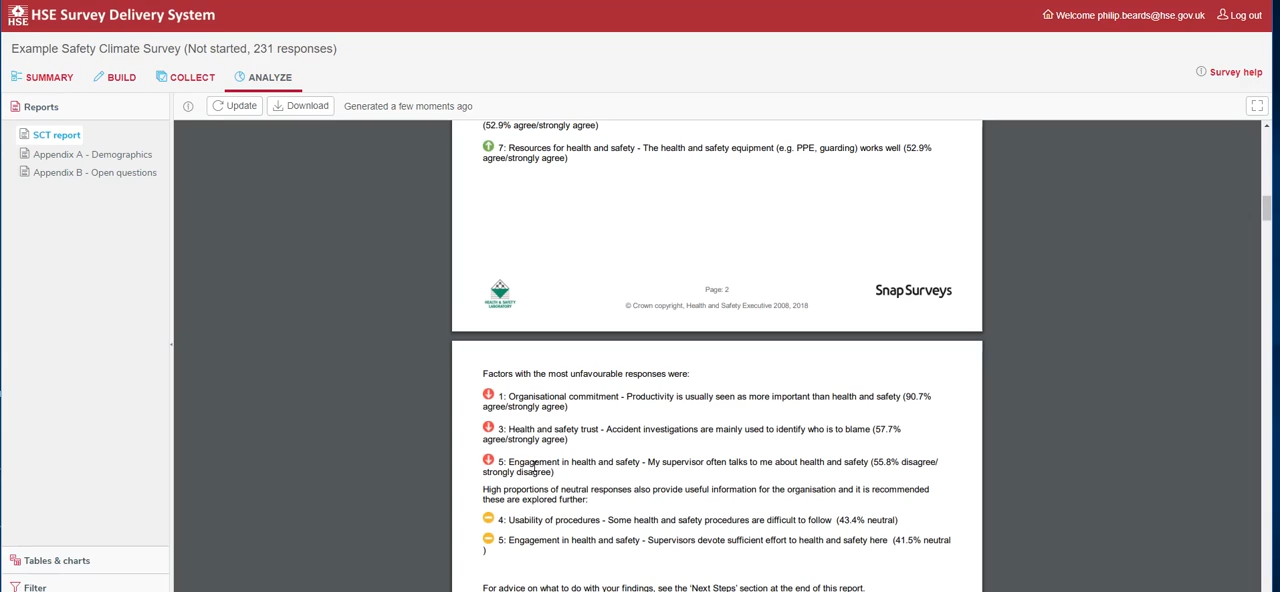 HSE HSE Survey Delivery System
Welcome philip.beards@hse.gov.uk Log out
Example Safety Climate Survey (Not started, 231 responses)
SUMMARY BUILD COLLECT ANALYZE
Survey help
Reports
Update Download Generated a few moments ago
SCT report
Appendix A - Demographics
Appendix B - Open questions
(52.9% agree/strongly agree)
7: Resources for health and safety - The health and safety equipment (e.g. PPE, guarding) works well (52.9%
agree/strongly agree)
HEALTH & SAFETY
LABORATORY
Page: 2
© Crown copyright, Health and Safety Executive 2008, 2018
SnapSurveys
Factors with the most unfavourable responses were:
1: Organisational commitment - Productivity is usually seen as more important than health and safety (90.7%
agree/strongly agree)
3: Health and safety trust - Accident investigations are mainly used to identify who is to blame (57.7%
agree/strongly agree)
5: Engagement in health and safety - My supervisor often talks to me about health and safety (55.8% disagree/
strongly disagree)
High proportions of neutral responses also provide useful information for the organisation and it is recommended
these are explored further:
4: Usability of procedures - Some health and safety procedures are difficult to follow (43.4% neutral)
5: Engagement in health and safety - Supervisors devote sufficient effort to health and safety here (41.5% neutral
)
For advice on what to do with your findings, see the 'Next Steps' section at the end of this report.
Tables & charts
Filter